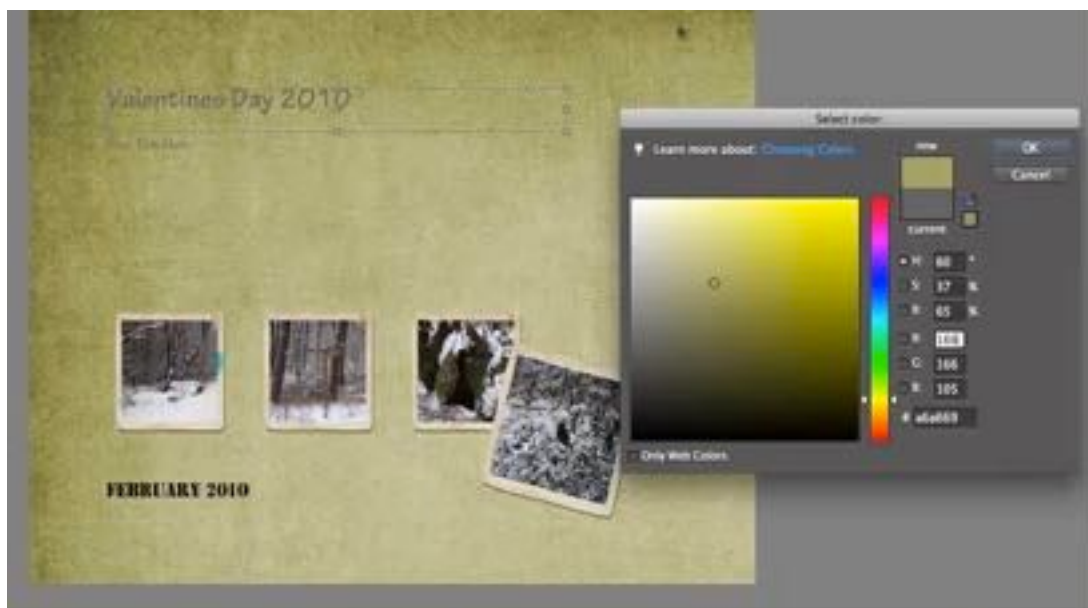 Valentines Day 2010
FEBRUARY 2010
Select color
Learn more about: Choosing Colors
new
current
OK
Cancel
H: 60 °
S: 37 %
B: 65 %
R: 166
G: 166
B: 105
# a6a669
Only Web Colors